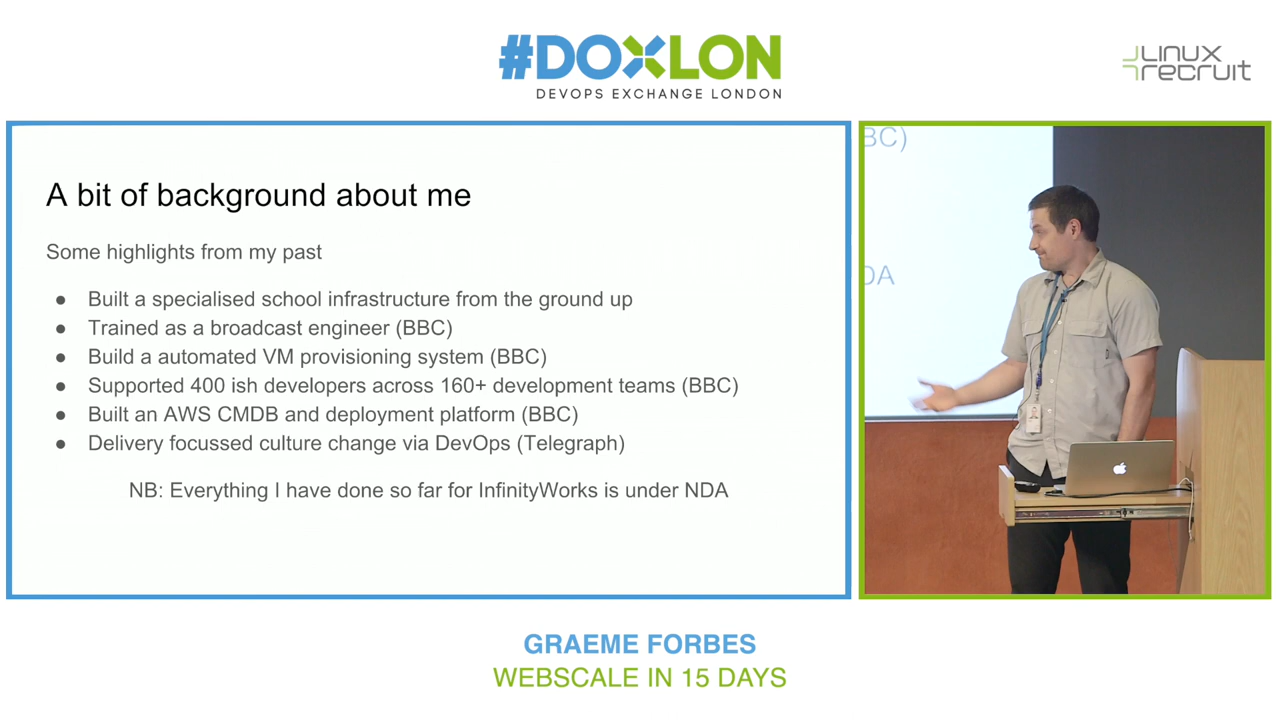 #DOXLON
DEVOPS EXCHANGE LONDON
LINUX
recruit
A bit of background about me
Some highlights from my past
● Built a specialised school infrastructure from the ground up
● Trained as a broadcast engineer (BBC)
● Build a automated VM provisioning system (BBC)
● Supported 400 ish developers across 160+ development teams (BBC)
● Built an AWS CMDB and deployment platform (BBC)
● Delivery focussed culture change via DevOps (Telegraph)
NB: Everything I have done so far for InfinityWorks is under NDA
BC)
DA
GRAEME FORBES
WEBSCALE IN 15 DAYS